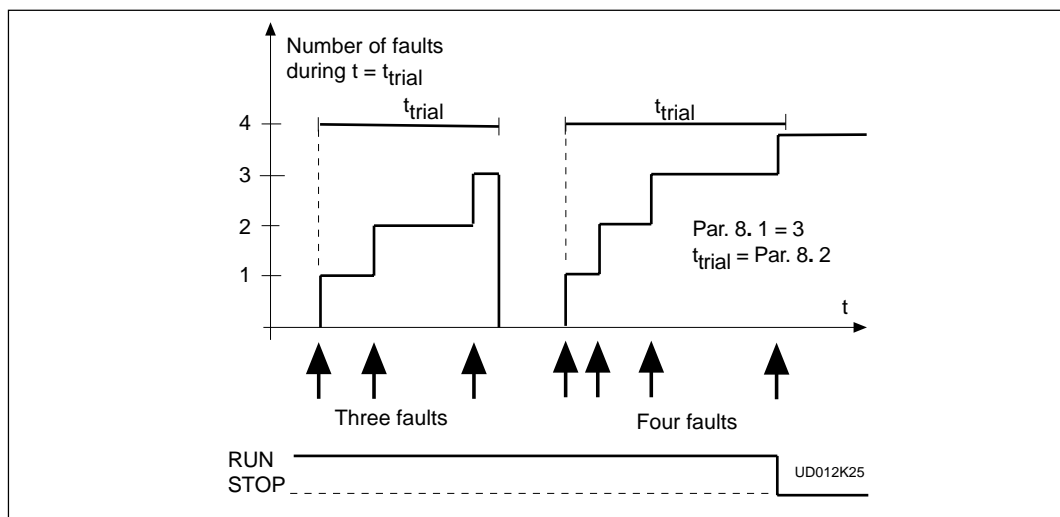 Number of faults
during t = ttrial
ttrial
ttrial
4
3
2
1
Par. 8. 1 = 3
ttrial = Par. 8. 2
t
Three faults
Four faults
RUN
STOP
UD012K25